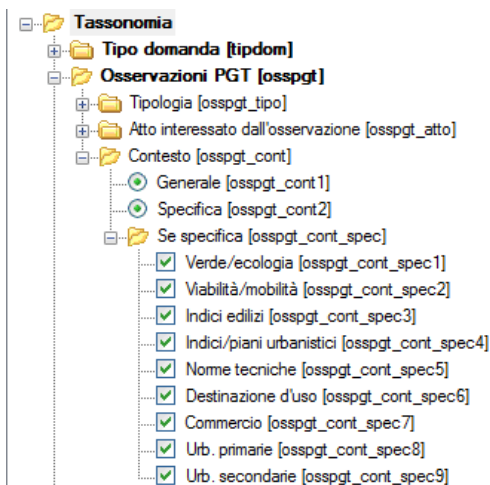 Tassonomia
Tipo domanda [tipdom]
Osservazioni PGT [osspgt]
Tipologia [osspgt_tipo]
Atto interessato dall'osservazione [osspgt_atto]
Contesto [osspgt_cont]
Generale [osspgt_cont1]
Specifica [osspgt_cont2]
Se specifica [osspgt_cont_spec]
Verde/ecologia [osspgt_cont_spec1]
Viabilità/mobilità [osspgt_cont_spec2]
Indici edilizi [osspgt_cont_spec3]
Indici/piani urbanistici [osspgt_cont_spec4]
Norme tecniche [osspgt_cont_spec5]
Destinazione d'uso [osspgt_cont_spec6]
Commercio [osspgt_cont_spec7]
Urb. primarie [osspgt_cont_spec8]
Urb. secondarie [osspgt_cont_spec9]